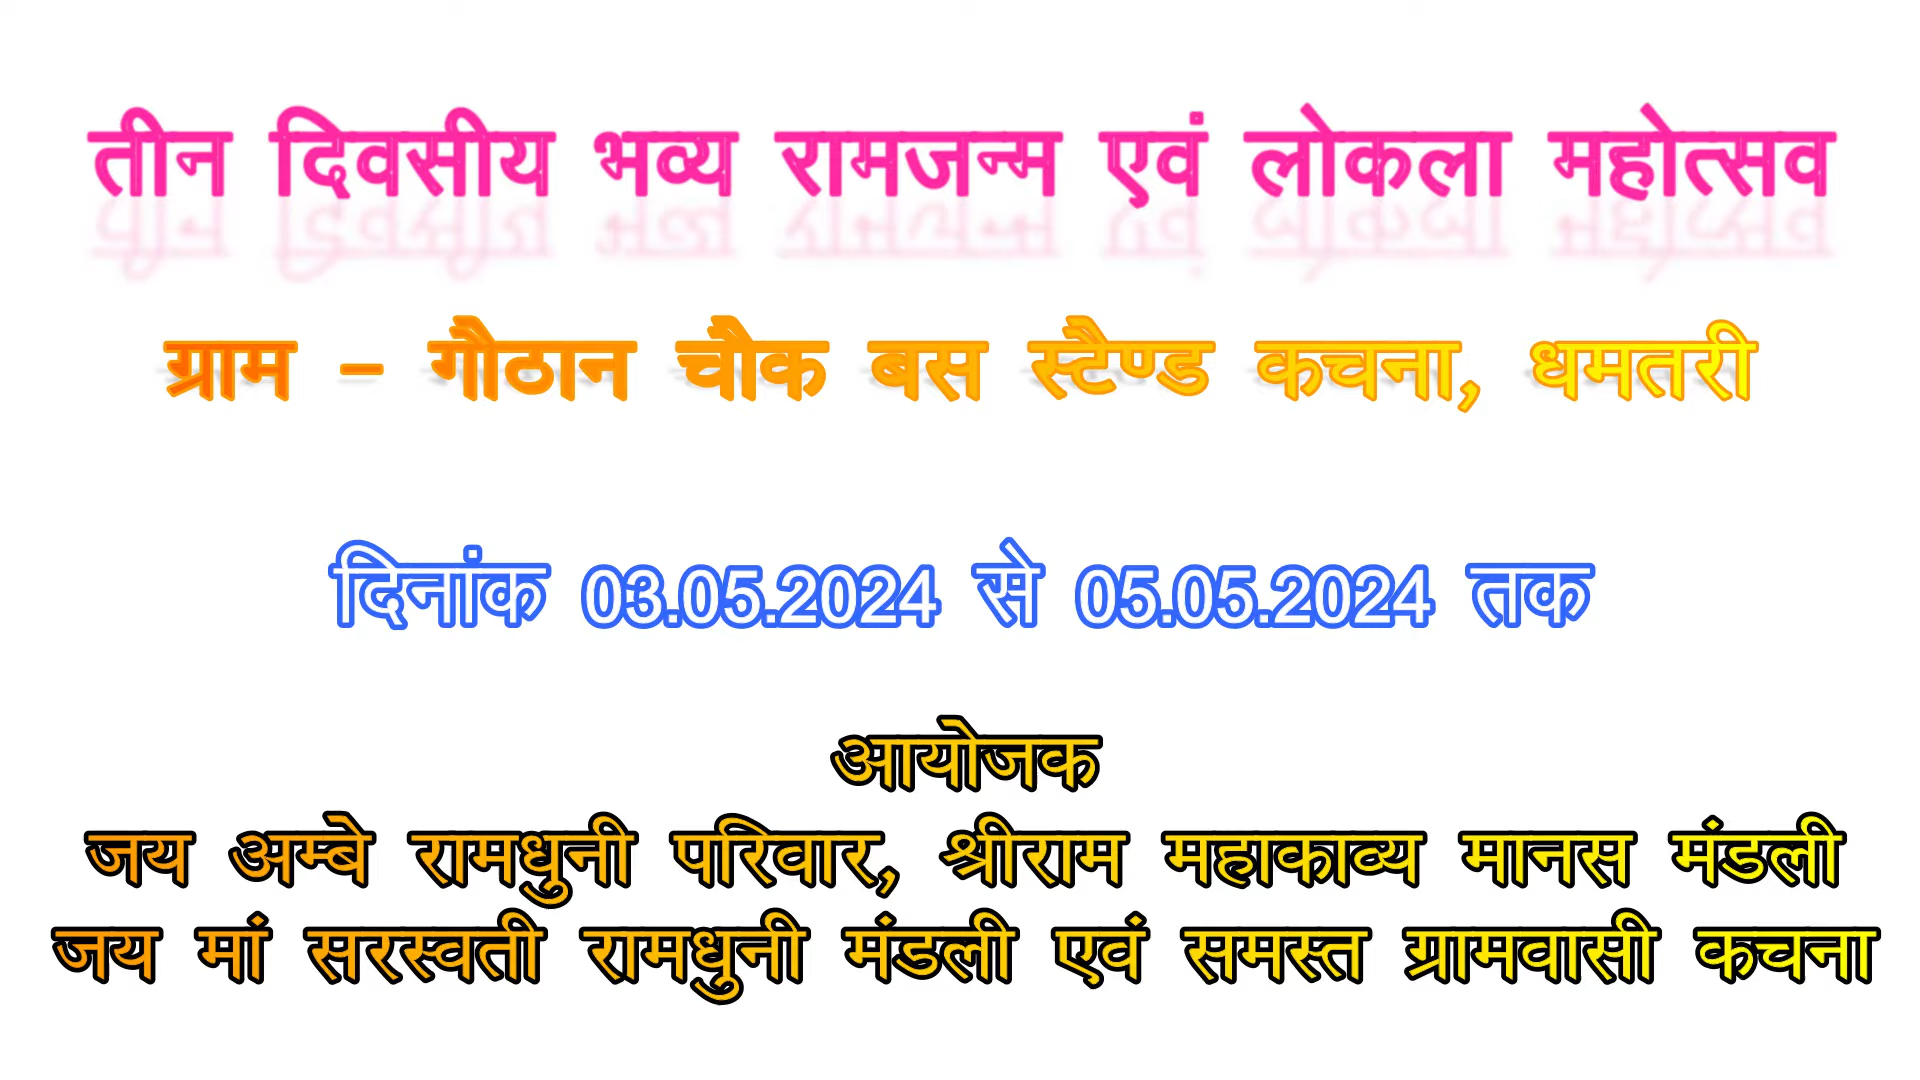 तीन दिवसीय भव्य रामजन्म एवं लोकला महोत्सव
ग्राम - गौठान चौक बस स्टैण्ड कचना, धमतरी
दिनांक 03.05.2024 से 05.05.2024 तक
आयोजक
जय अम्बे रामधुनी परिवार, श्रीराम महाकाव्य मानस मंडली
जय मां सरस्वती रामधुनी मंडली एवं समस्त ग्रामवासी कचना